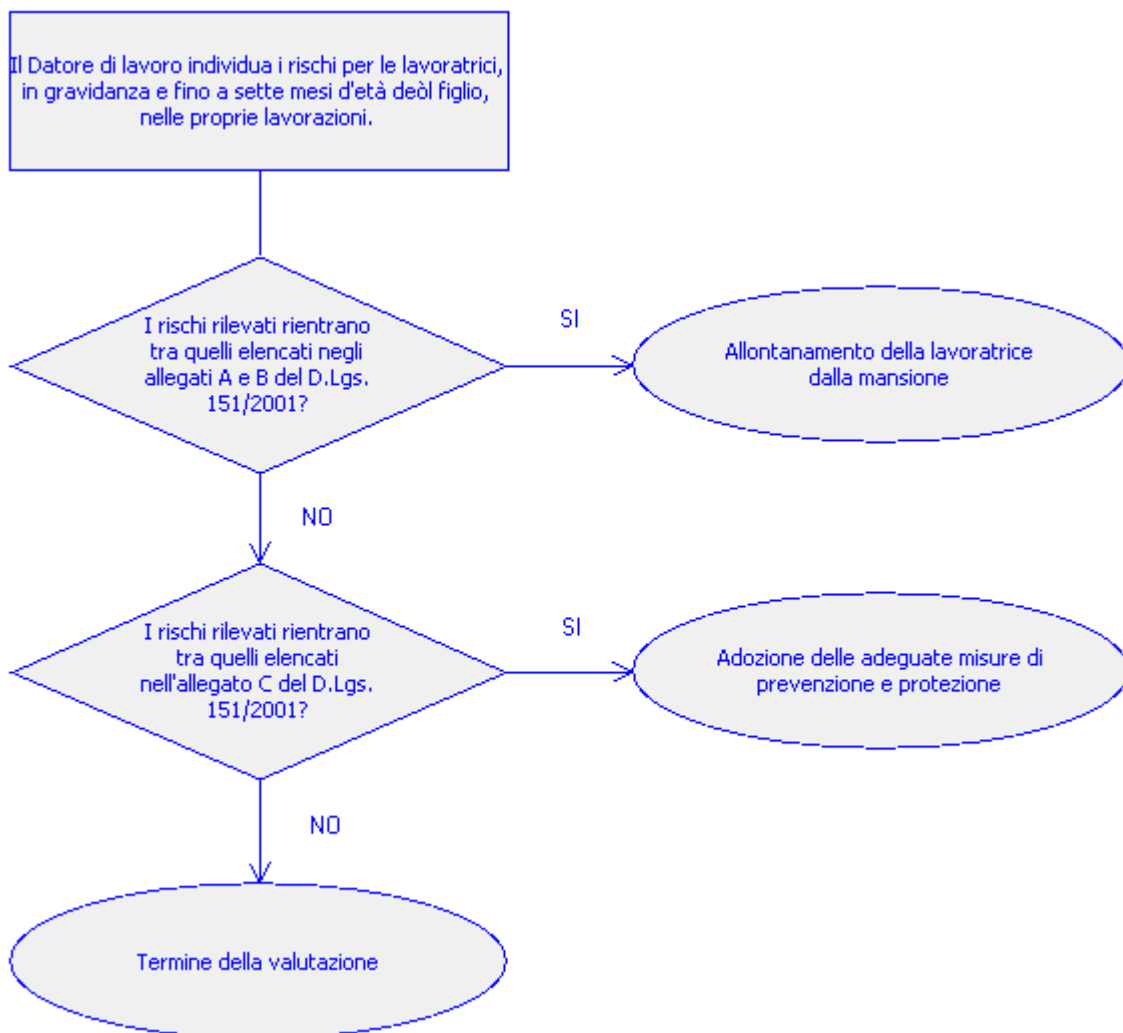 Il Datore di lavoro individua i rischi per le lavoratrici,
in gravidanza e fino a sette mesi d'età deòl figlio,
nelle proprie lavorazioni.
I rischi rilevati rientrano
tra quelli elencati negli
allegati A e B del D.Lgs.
151/2001?
SI
Allontanamento della lavoratrice
dalla mansione
NO
I rischi rilevati rientrano
tra quelli elencati
nell'allegato C del D.Lgs.
151/2001?
SI
Adozione delle adeguate misure di
prevenzione e protezione
NO
Termine della valutazione